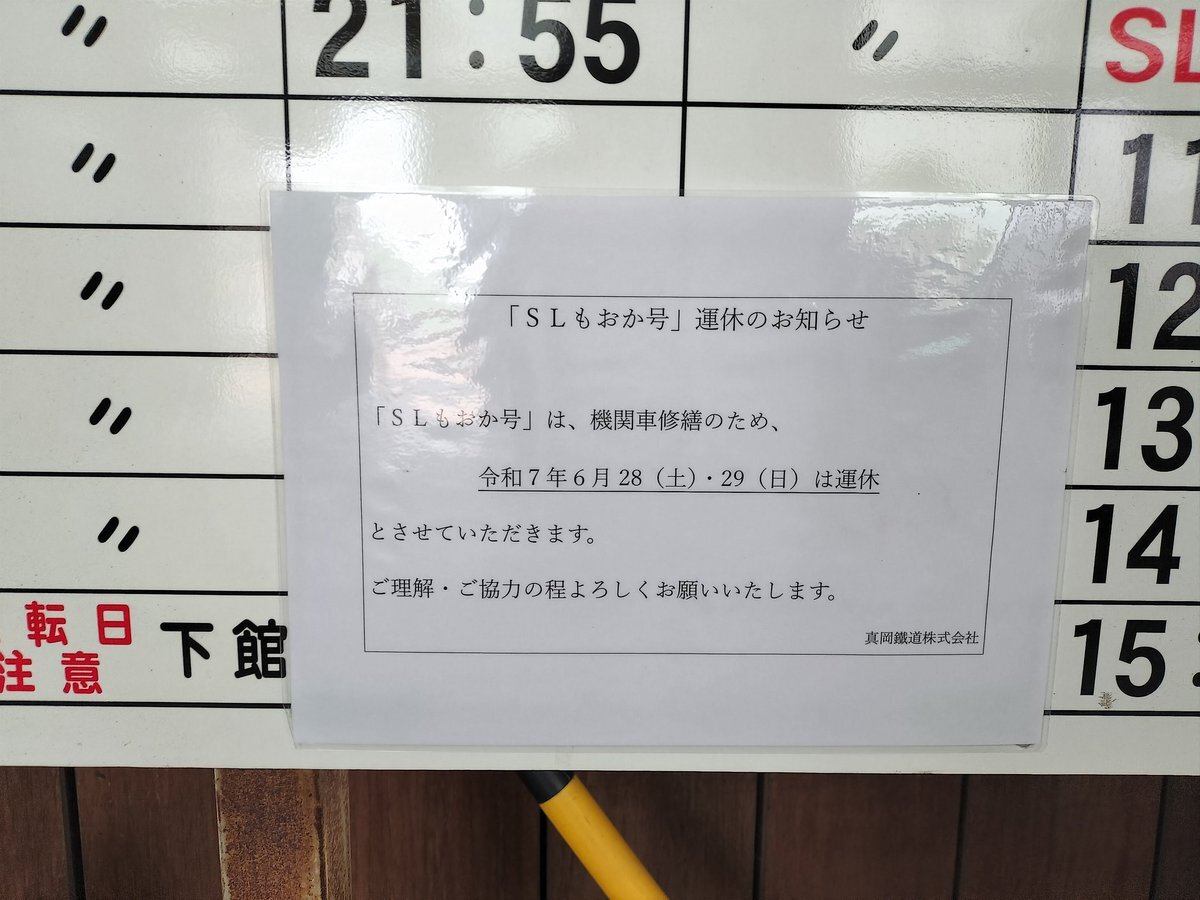 〃
21:55
〃
SL
〃
11
〃
12
〃
13
〃
14
転日
注意
下館
15:
「ＳＬもおか号」運休のお知らせ
「ＳＬもおか号」は、機関車修繕のため、
令和７年６月28（土）・29（日）は運休
とさせていただきます。
ご理解・ご協力の程よろしくお願いいたします。
真岡鐵道株式会社